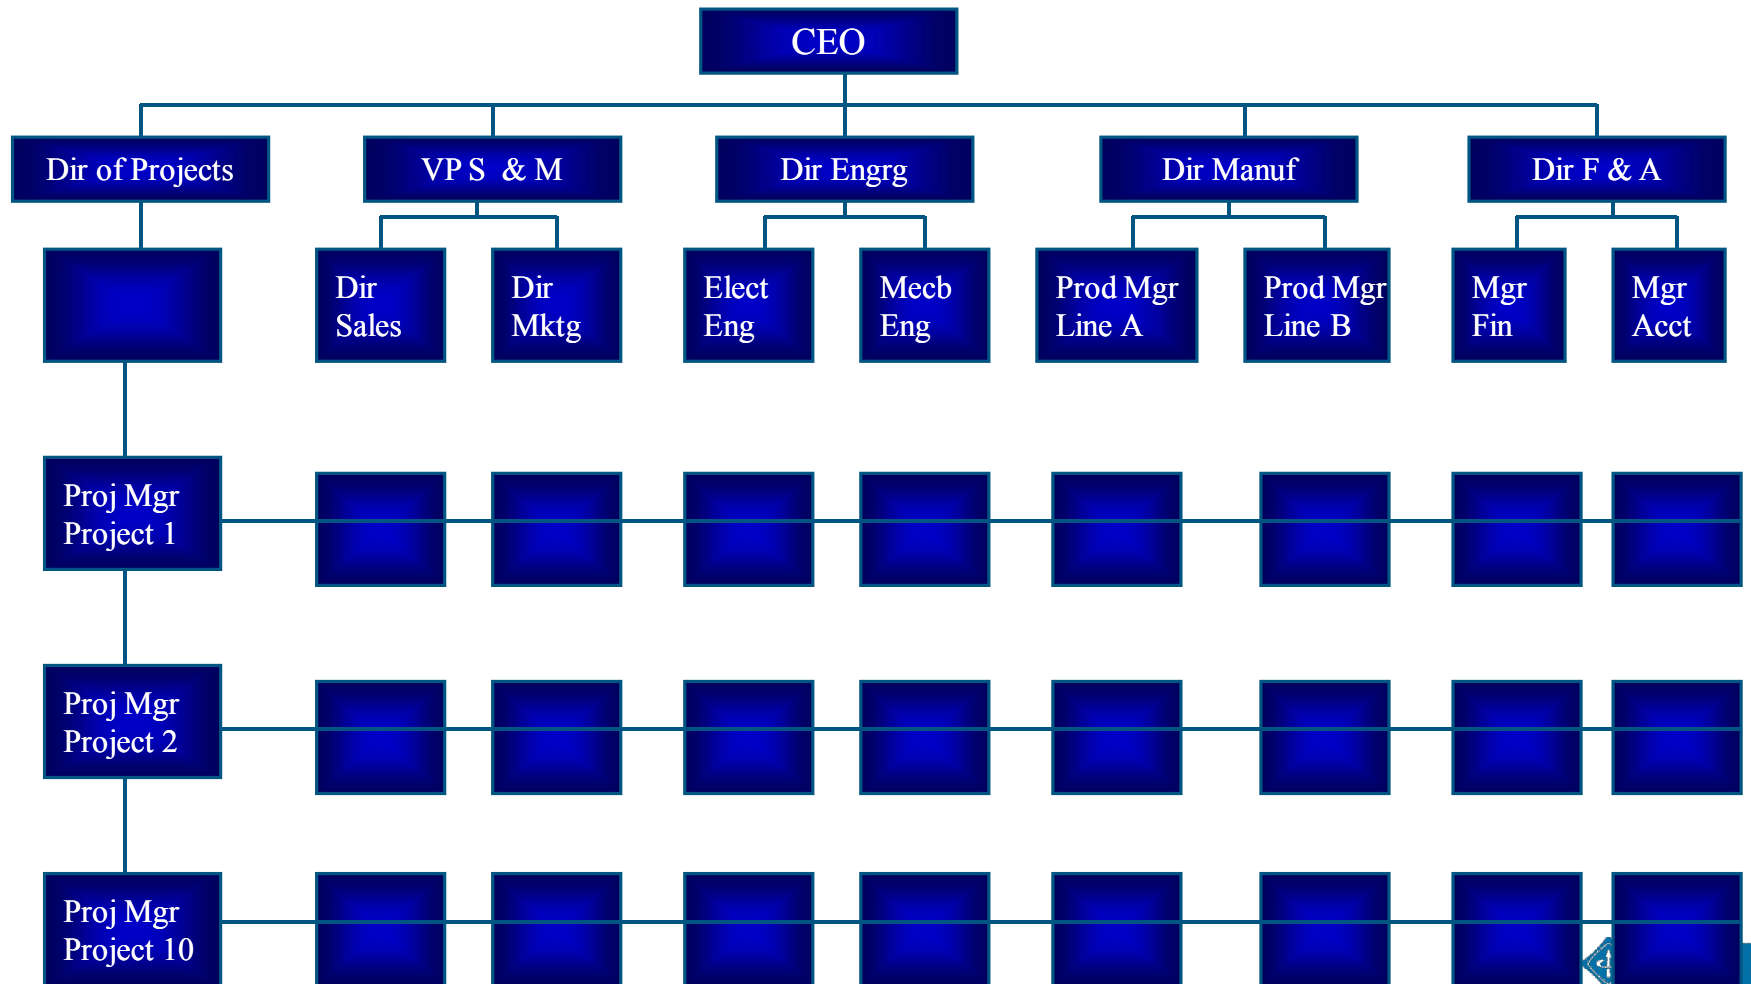 CEO
Dir of Projects
VP S & M
Dir Engrg
Dir Manuf
Dir F & A
Dir
Sales
Dir
Mktg
Elect
Eng
Mecb
Eng
Prod Mgr
Line A
Prod Mgr
Line B
Mgr
Fin
Mgr
Acct
Proj Mgr
Project 1
Proj Mgr
Project 2
Proj Mgr
Project 10